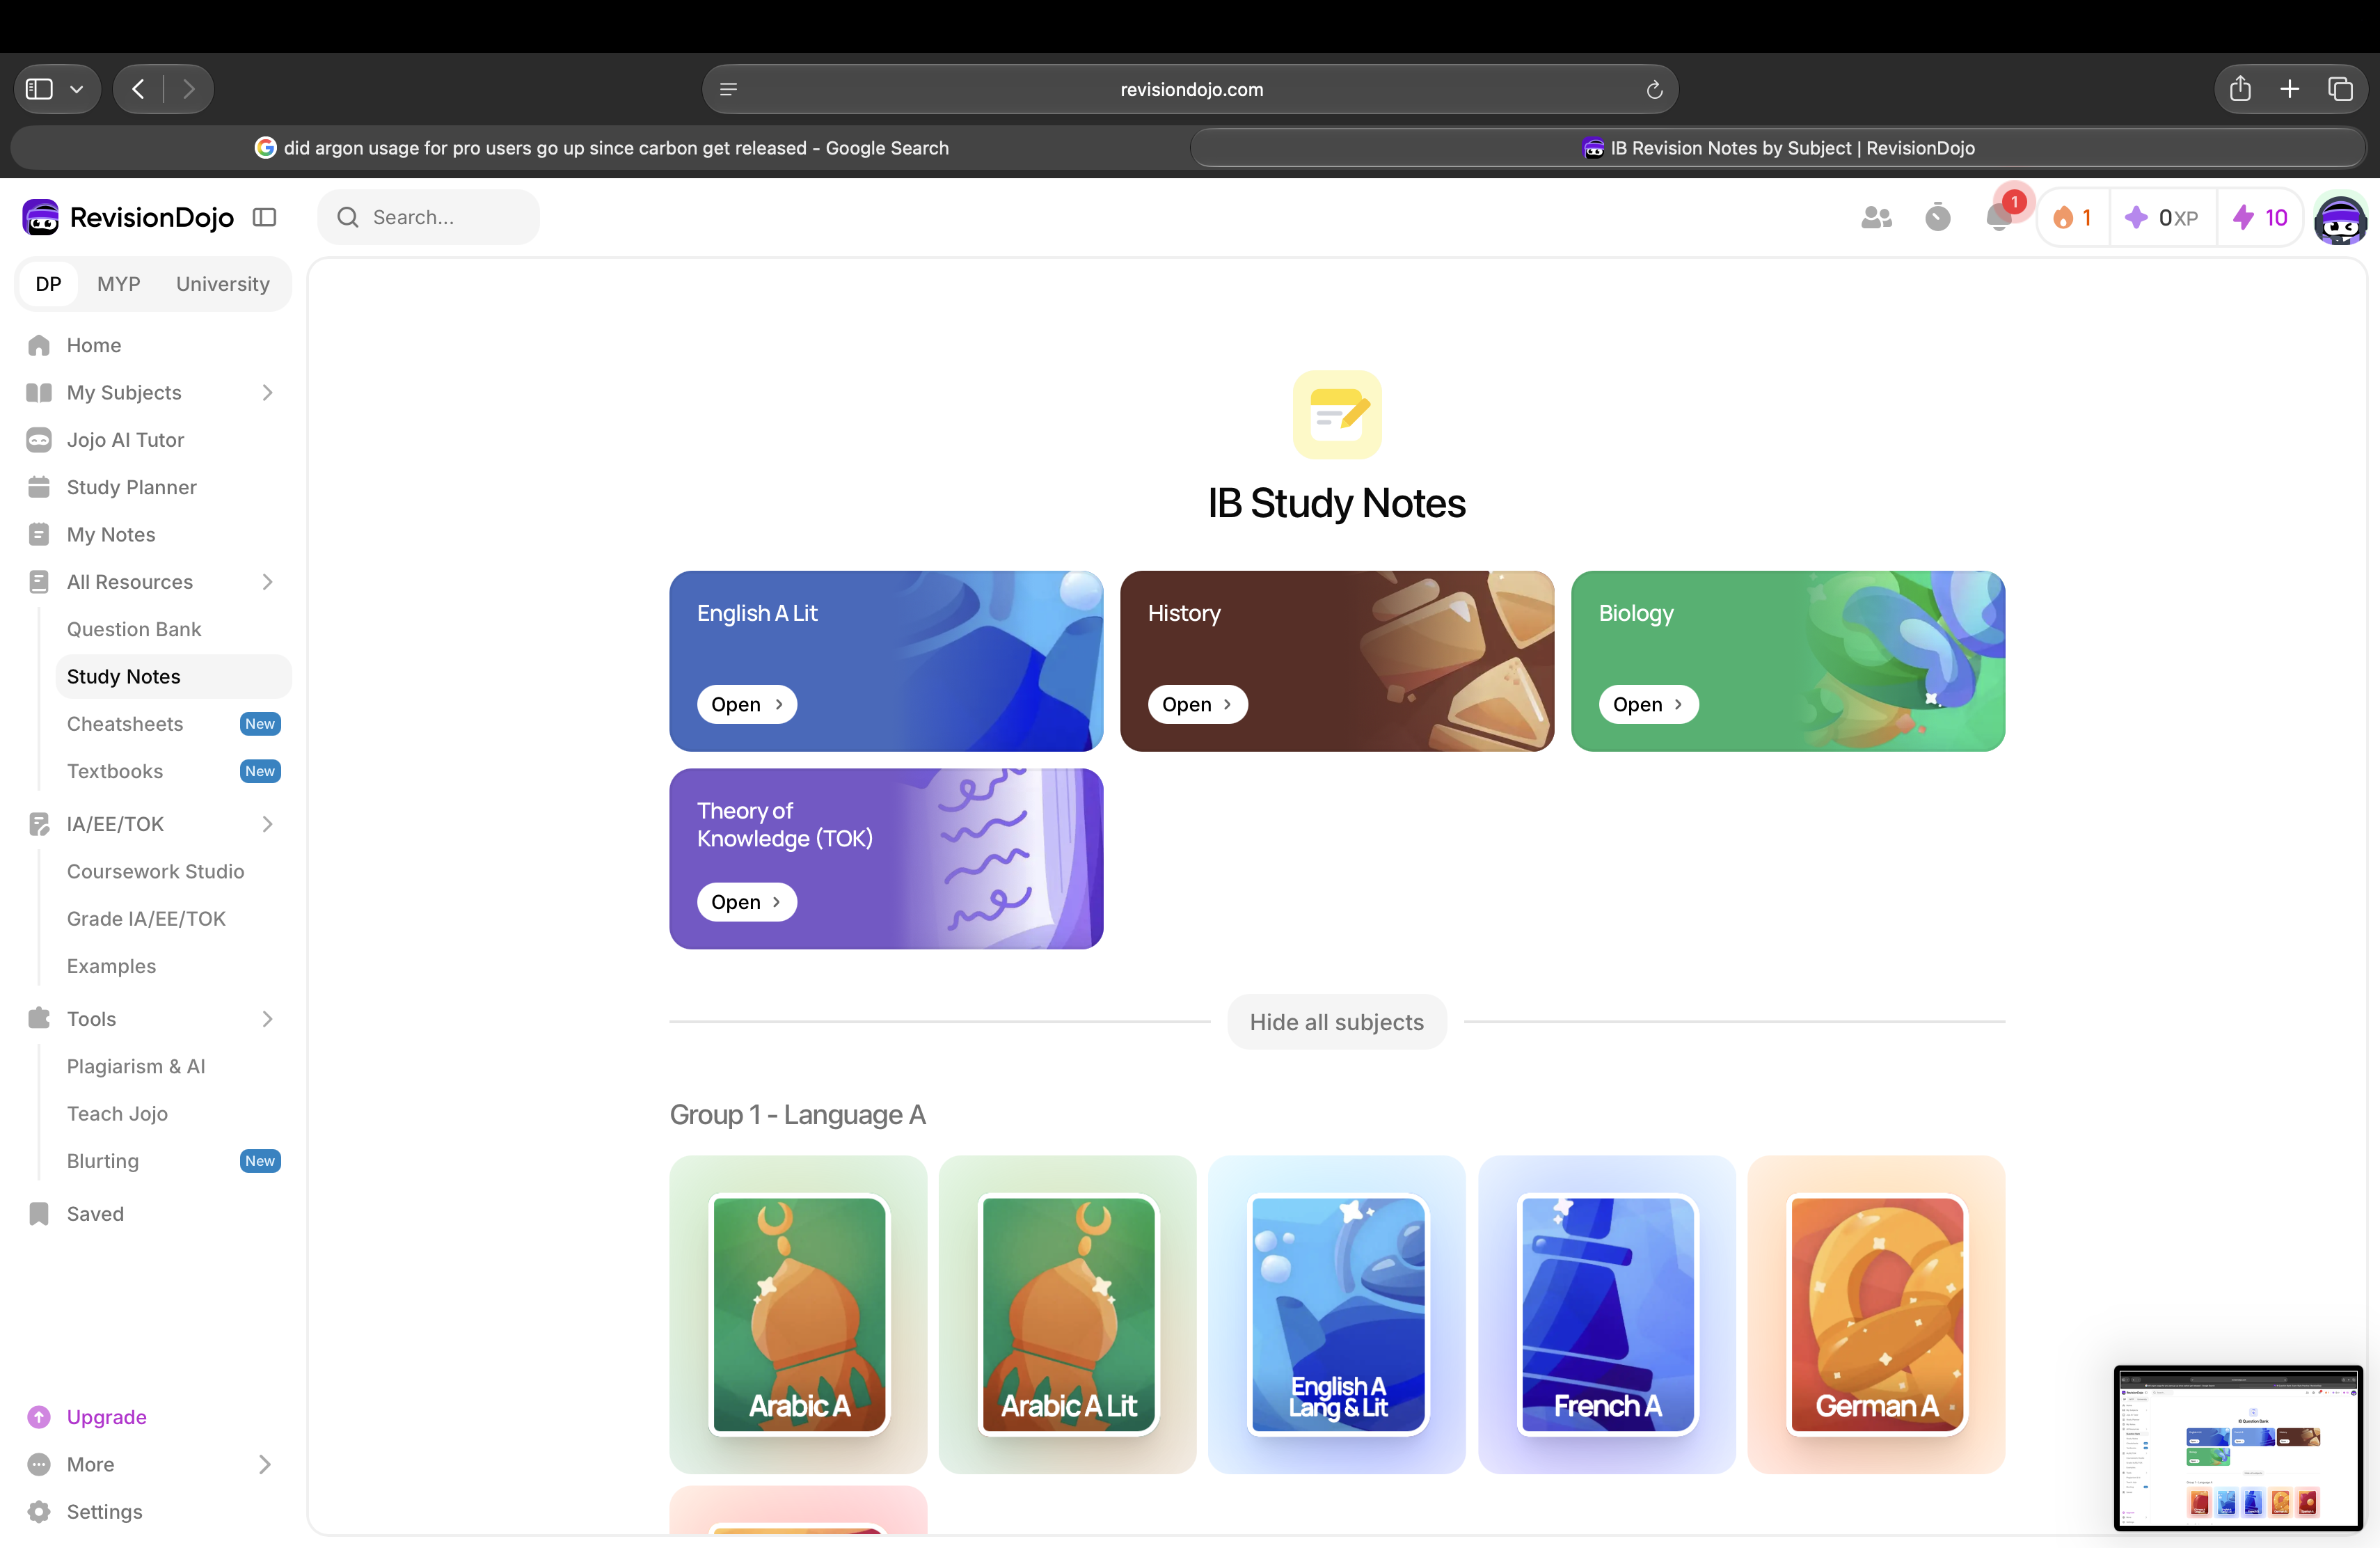 revisiondojo.com
did argon usage for pro users go up since carbon get released - Google Search
IB Revision Notes by Subject | RevisionDojo
RevisionDojo
Search...
1
1
0XP
10
DP
MYP
University
Home
My Subjects
Jojo AI Tutor
Study Planner
My Notes
All Resources
Question Bank
Study Notes
Cheatsheets New
Textbooks New
IA/EE/TOK
Coursework Studio
Grade IA/EE/TOK
Examples
Tools
Plagiarism & AI
Teach Jojo
Blurting New
Saved
Upgrade
More
Settings
IB Study Notes
English A Lit
Open
History
Open
Biology
Open
Theory of
Knowledge (TOK)
Open
Hide all subjects
Group 1 - Language A
Arabic A
Arabic A Lit
English A
Lang & Lit
French A
German A
IB Question Bank